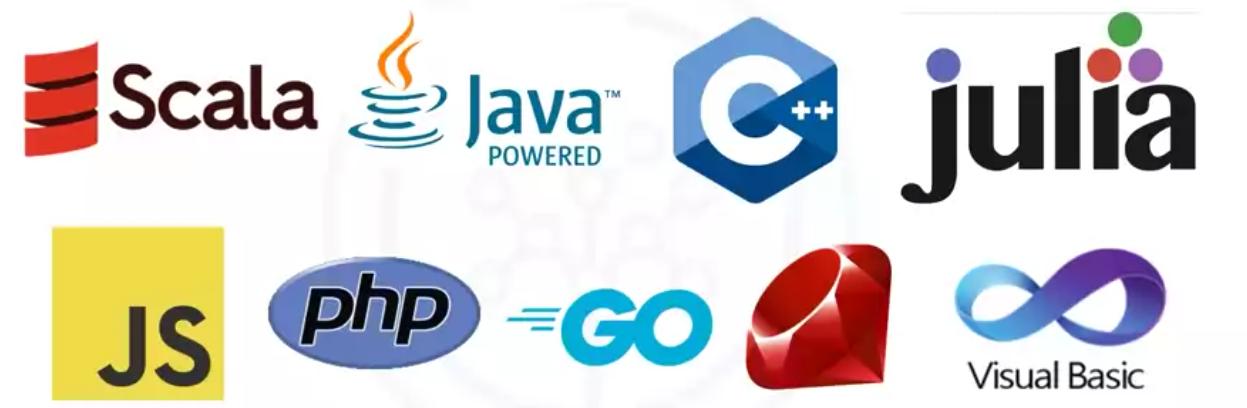 Scala
Java™
POWERED
C++
julia
JS
php
GO
Visual Basic